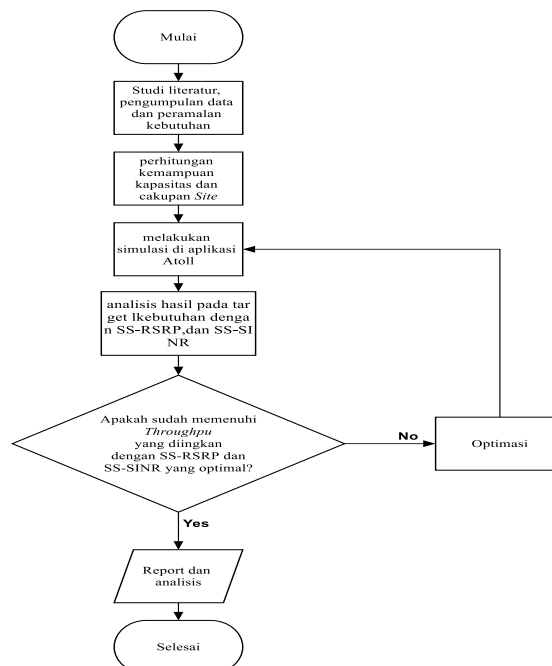 Mulai
Studi literatur,
pengumpulan data
dan peramalan
kebutuhan
perhitungan
kemampuan
kapasitas dan
cakupan Site
melakukan
simulasi di aplikasi
Atoll
analisis hasil pada tar
get lkebutuhan denga
n SS-RSRP,dan SS-SI
NR
Apakah sudah memenuhi
Throughpu
yang diingkan
dengan SS-RSRP dan
SS-SINR yang optimal?
No
Optimasi
Yes
Report dan
analisis
Selesai